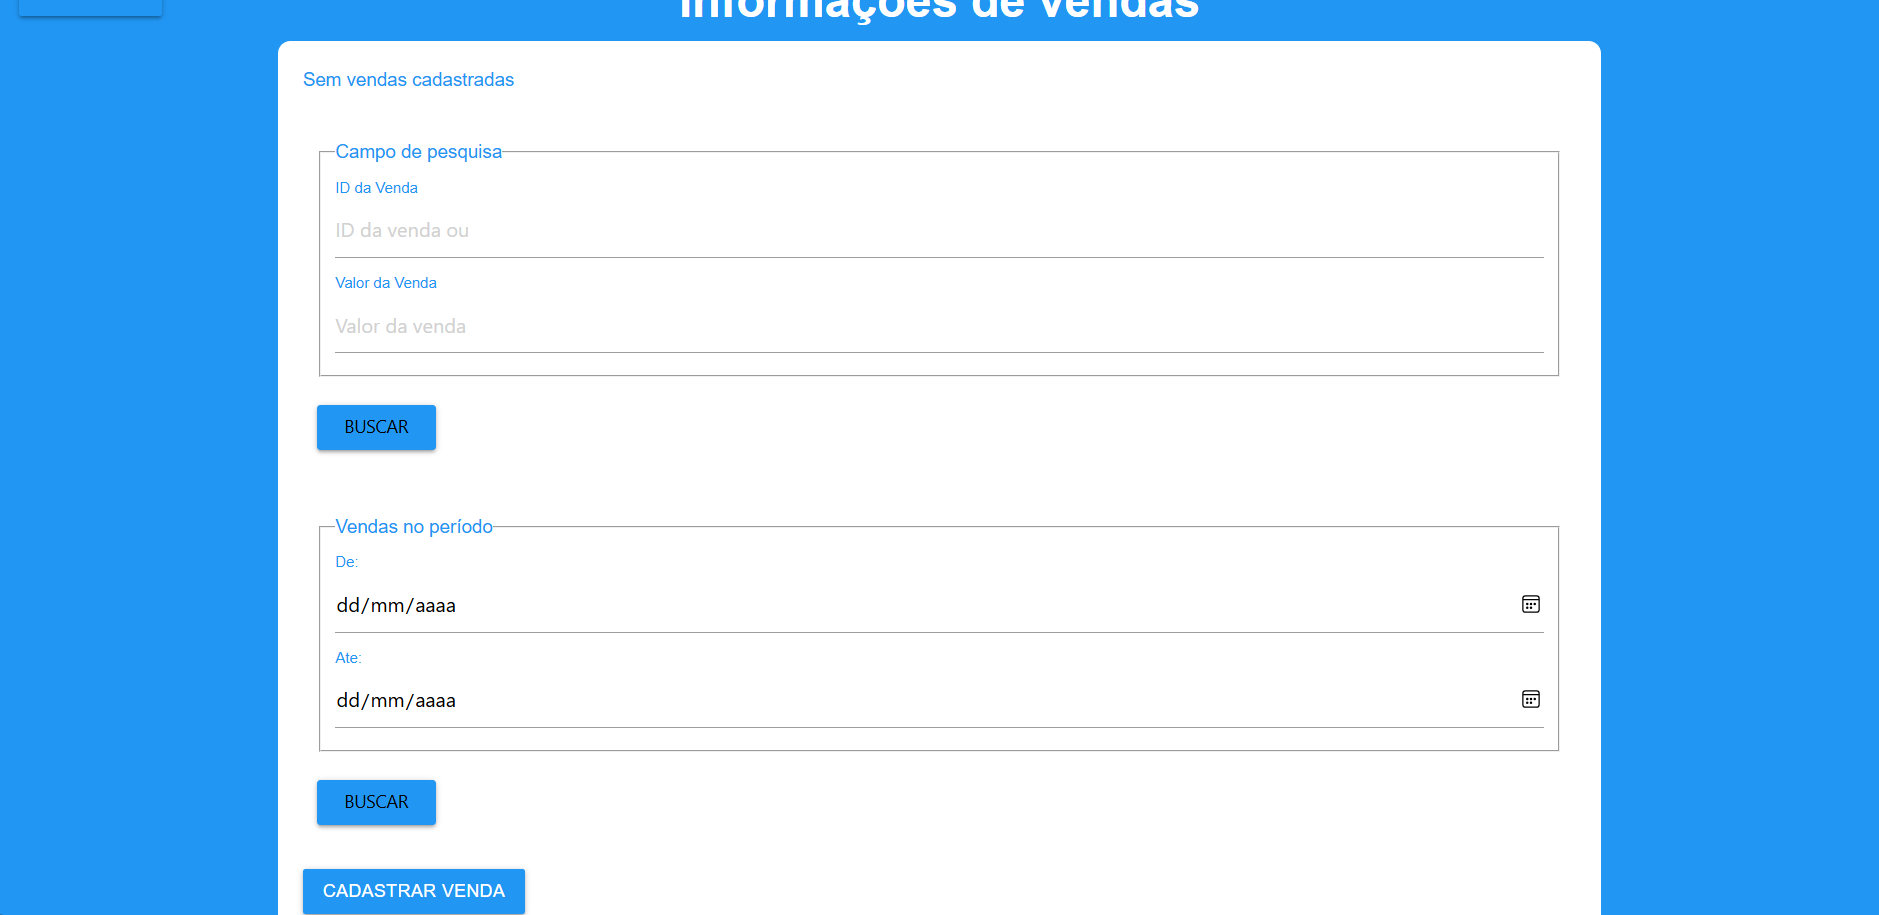 Informações de vendas
Sem vendas cadastradas
Campo de pesquisa
ID da Venda
ID da venda ou
Valor da Venda
Valor da venda
BUSCAR
Vendas no período
De:
dd/mm/aaaa
Ate:
dd/mm/aaaa
BUSCAR
CADASTRAR VENDA